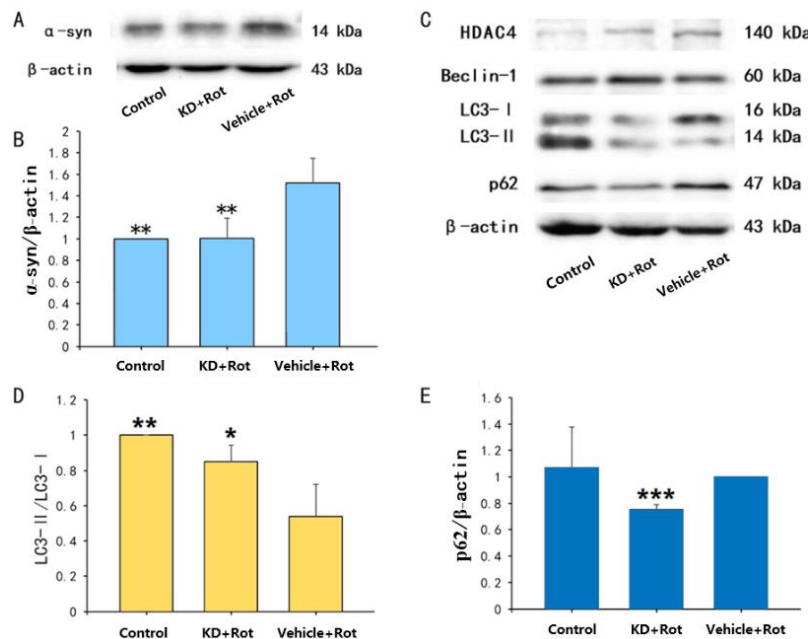 A
α-syn 14 kDa
β-actin 43 kDa
Control KD+Rot Vehicle+Rot
B
α-syn/β-actin
2
1.8
1.6
1.4
1.2
1
0.8
0.6
0.4
0.2
0
** **
Control KD+Rot Vehicle+Rot
C
HDAC4 140 kDa
Beclin-1 60 kDa
LC3-I 16 kDa
LC3-II 14 kDa
p62 47 kDa
β-actin 43 kDa
Control KD+Rot Vehicle+Rot
D
LC3-II/LC3-I
1.2
1
0.8
0.6
0.4
0.2
0
** *
Control KD+Rot Vehicle+Rot
E
p62/β-actin
1.6
1.4
1.2
1
0.8
0.6
0.4
0.2
0
***
Control KD+Rot Vehicle+Rot